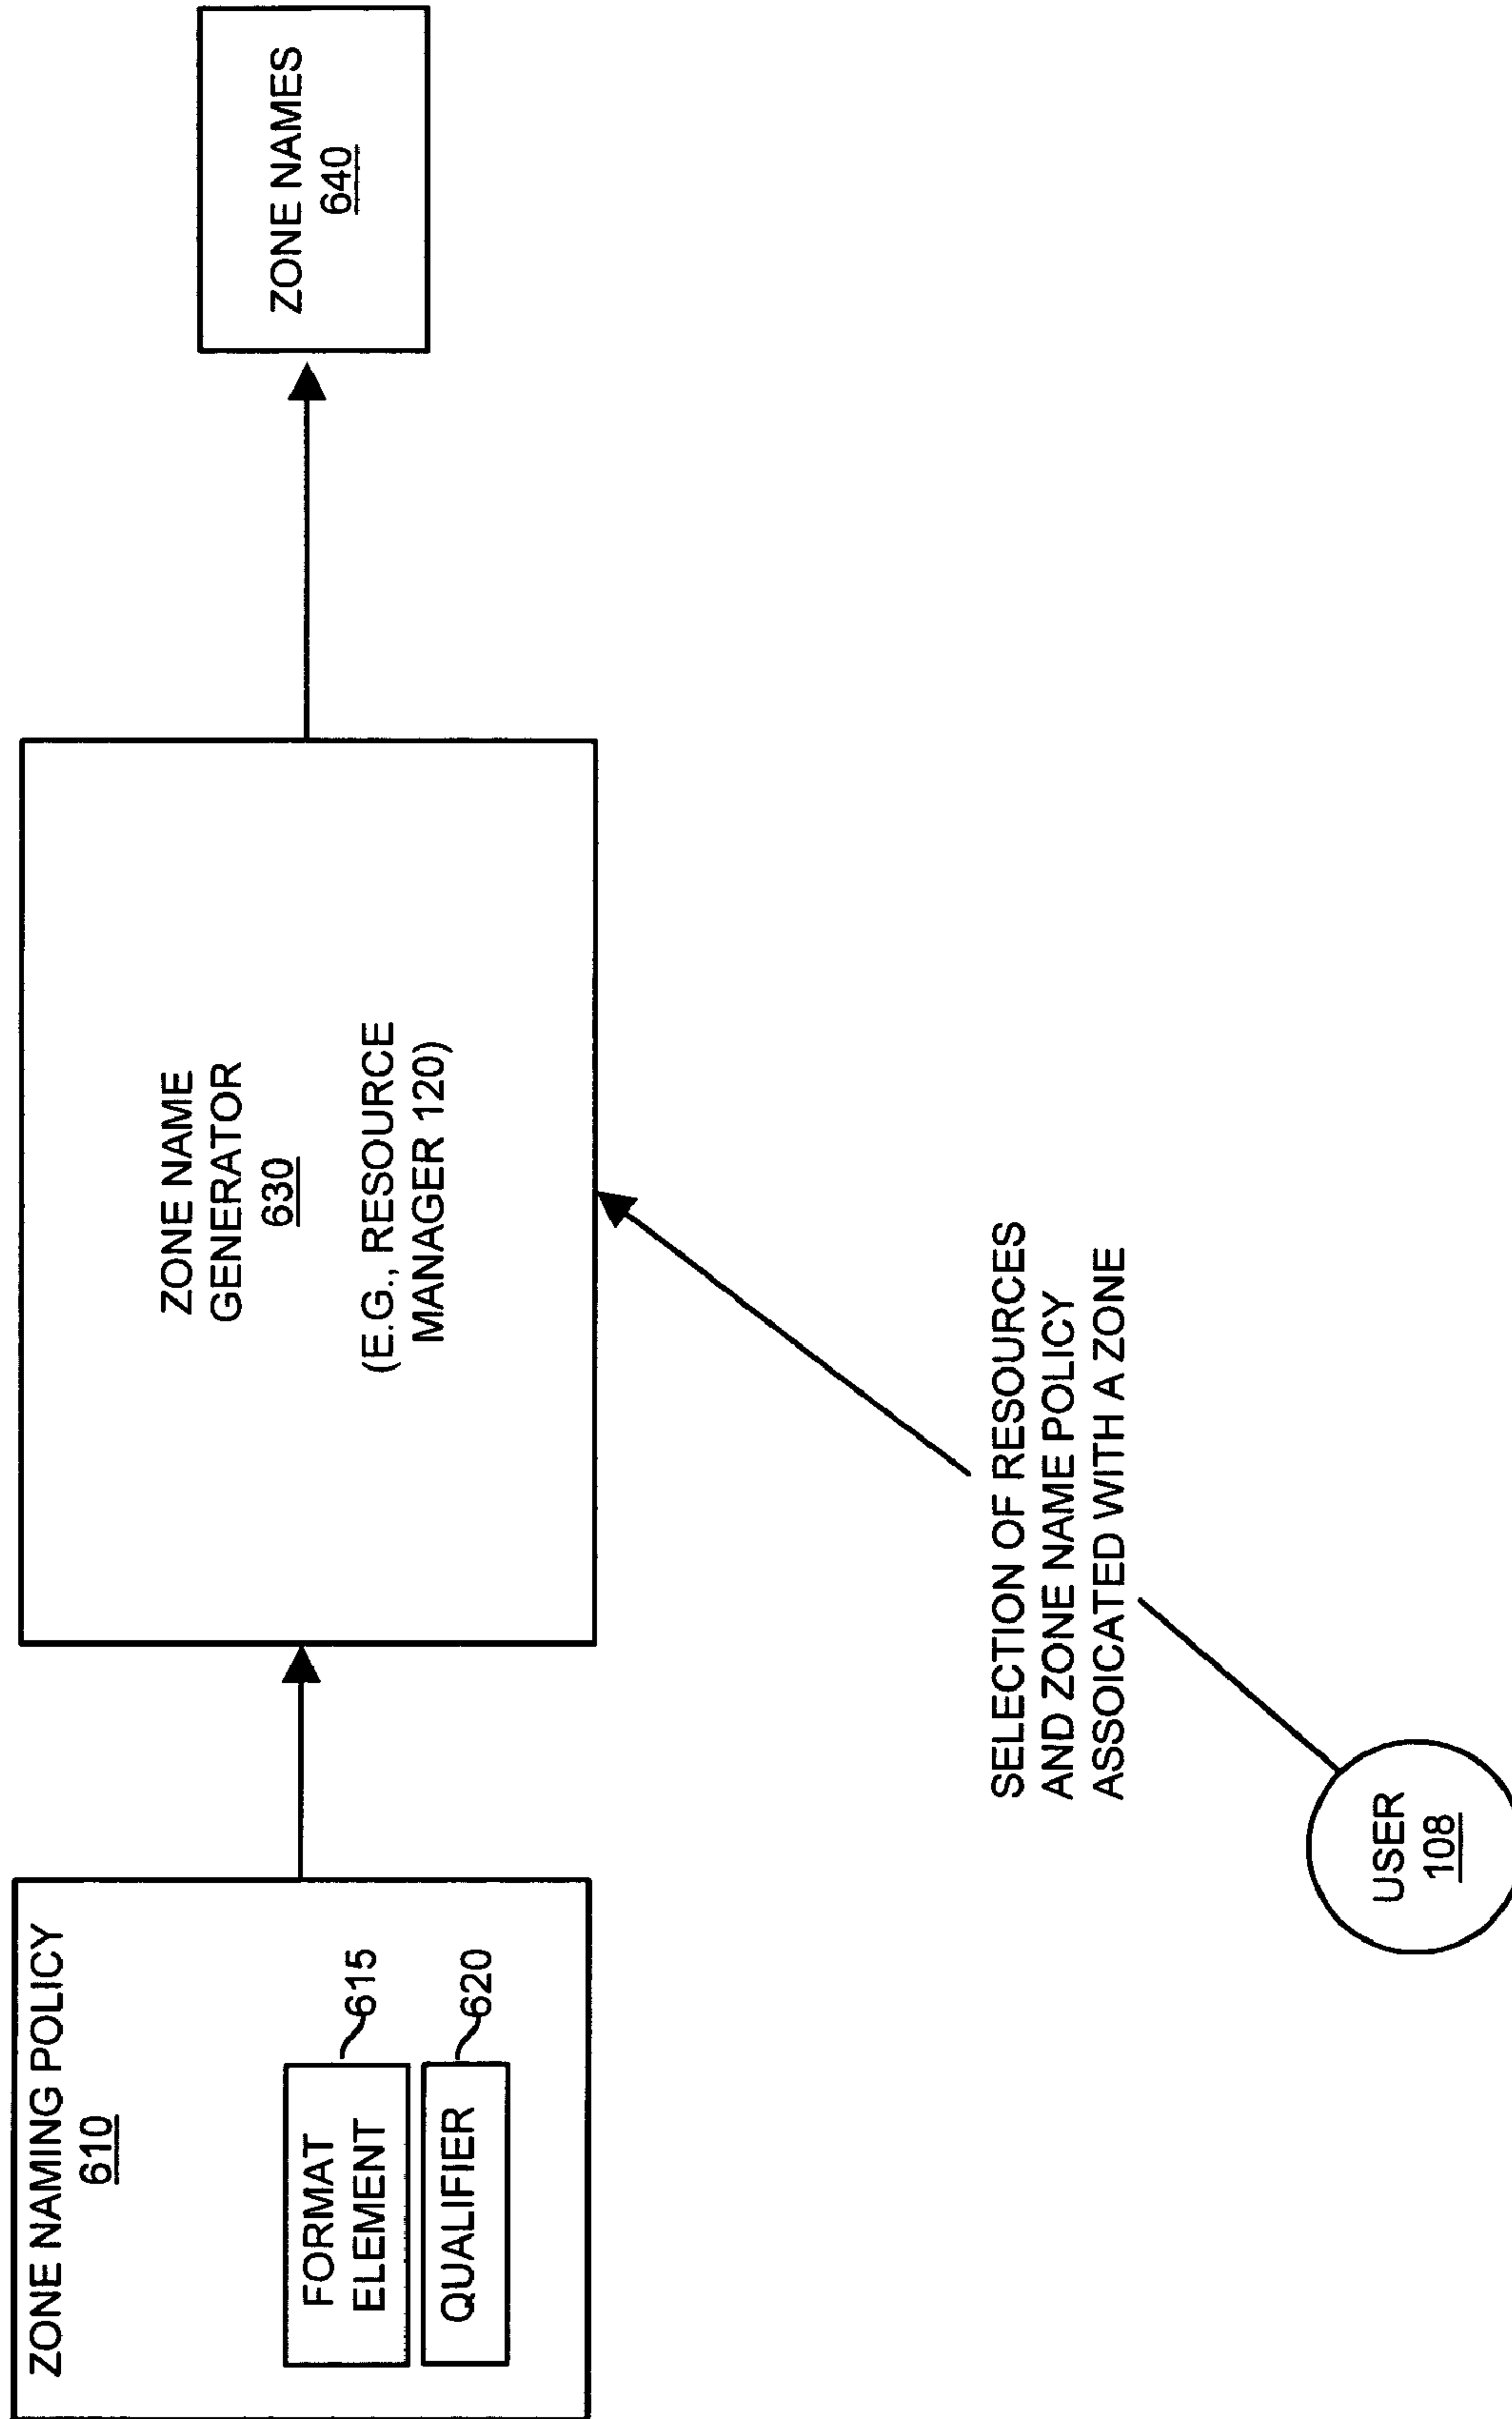 ZONE NAMING POLICY
610
FORMAT
ELEMENT
615
QUALIFIER
620
ZONE NAME
GENERATOR
630
(E.G., RESOURCE
MANAGER 120)
ZONE NAMES
640
SELECTION OF RESOURCES
AND ZONE NAME POLICY
ASSOICATED WITH A ZONE
USER
108